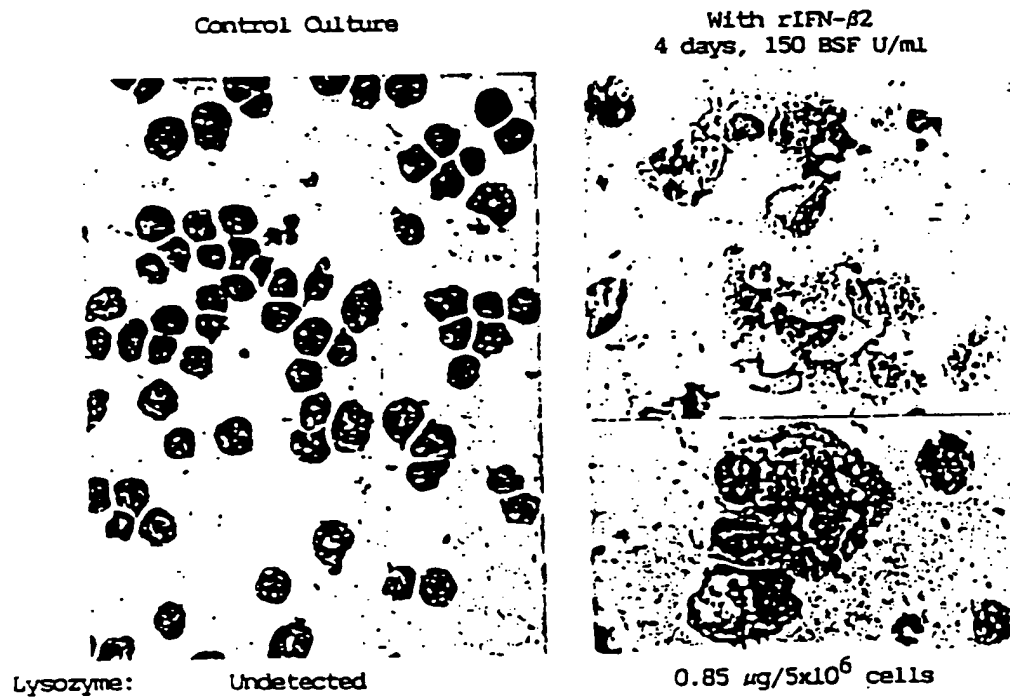 Control Culture
With rIFN-β2
4 days, 150 BSF U/ml
Lysozyme: Undetected
0.85 μg/5x10⁶ cells